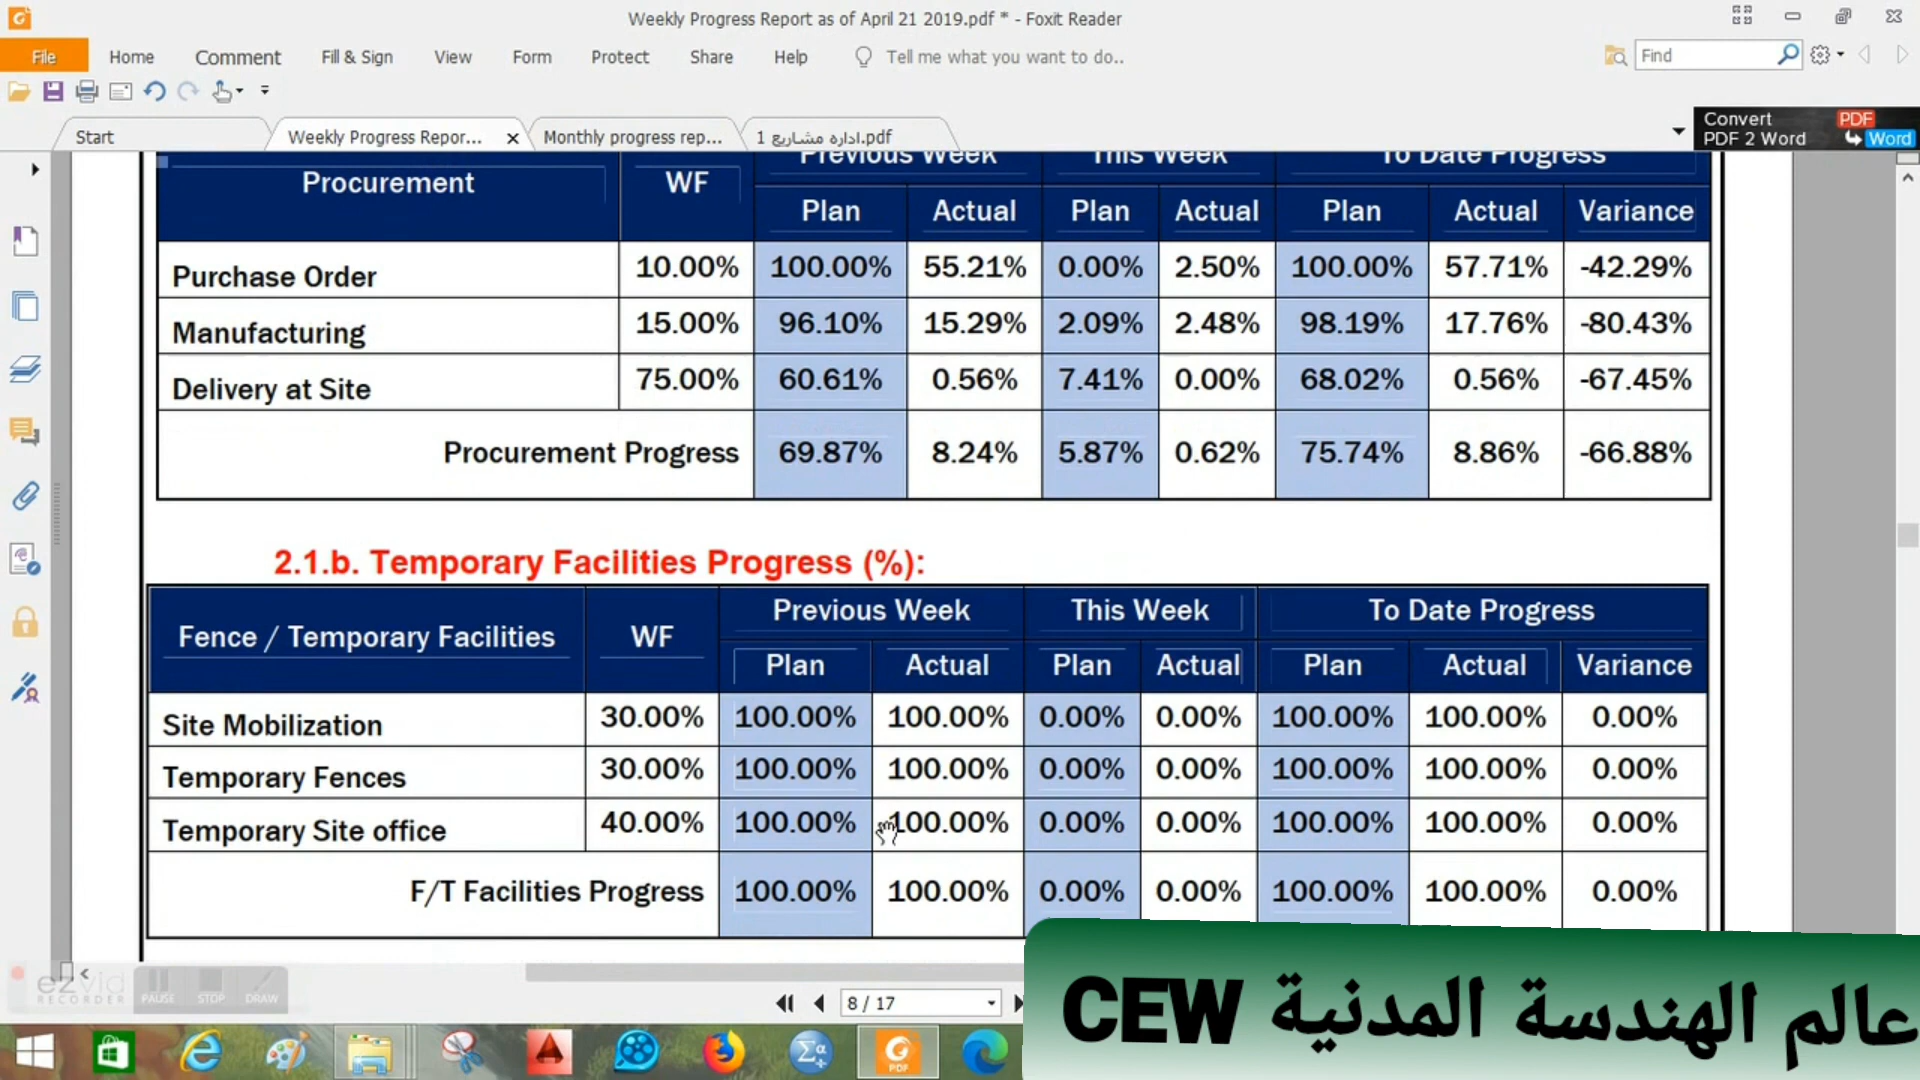 Weekly Progress Report as of April 21 2019.pdf * - Foxit Reader
File Home Comment Fill & Sign View Form Protect Share Help Tell me what you want to do.. Find
Start Weekly Progress Repor... Monthly progress rep... اداره مشاريع 1.pdf
Convert PDF
PDF 2 Word Word
Procurement WF Previous Week This Week To Date Progress
Plan Actual Plan Actual Plan Actual Variance
Purchase Order 10.00% 100.00% 55.21% 0.00% 2.50% 100.00% 57.71% -42.29%
Manufacturing 15.00% 96.10% 15.29% 2.09% 2.48% 98.19% 17.76% -80.43%
Delivery at Site 75.00% 60.61% 0.56% 7.41% 0.00% 68.02% 0.56% -67.45%
Procurement Progress 69.87% 8.24% 5.87% 0.62% 75.74% 8.86% -66.88%
2.1.b. Temporary Facilities Progress (%):
Fence / Temporary Facilities WF Previous Week This Week To Date Progress
Plan Actual Plan Actual Plan Actual Variance
Site Mobilization 30.00% 100.00% 100.00% 0.00% 0.00% 100.00% 100.00% 0.00%
Temporary Fences 30.00% 100.00% 100.00% 0.00% 0.00% 100.00% 100.00% 0.00%
Temporary Site office 40.00% 100.00% 100.00% 0.00% 0.00% 100.00% 100.00% 0.00%
F/T Facilities Progress 100.00% 100.00% 0.00% 0.00% 100.00% 100.00% 0.00%
ezvid
RECORDER PAUSE STOP DRAW
8 / 17
عالم الهندسة المدنية CEW
PDF